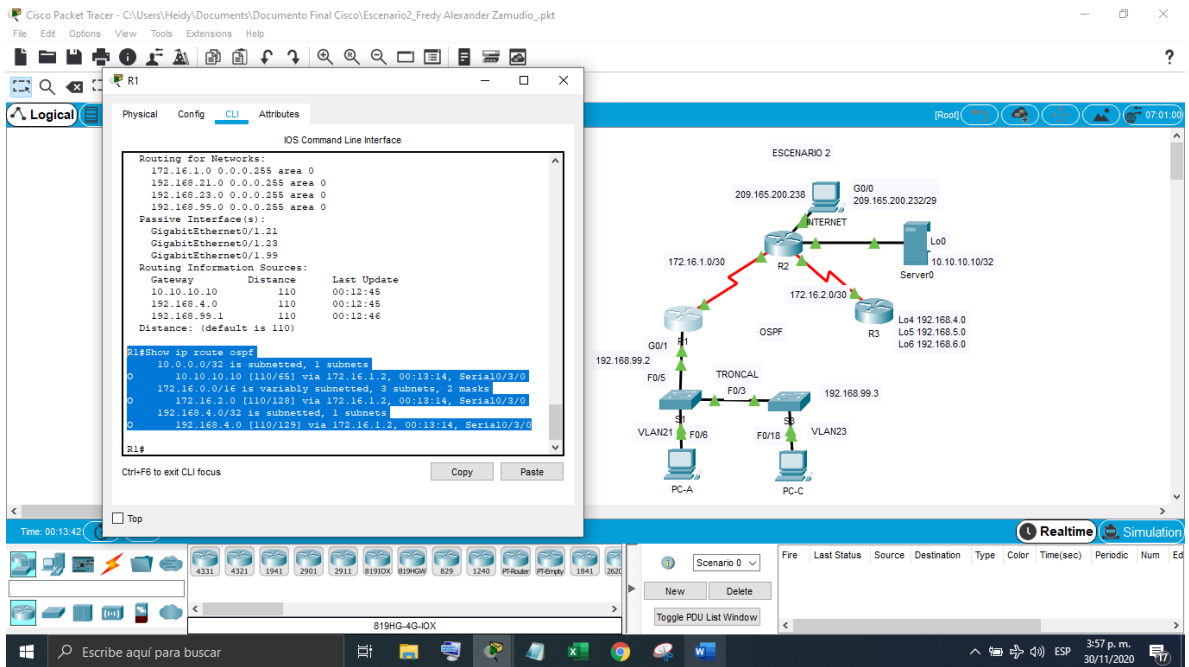 Cisco Packet Tracer - C:\Users\Heidy\Documents\Documento Final Cisco\Escenario2_Fredy Alexander Zamudio_.pkt
File Edit Options View Tools Extensions Help
?
Logical
[Root]
07:01:00
R1
Physical Config CLI Attributes
IOS Command Line Interface
Routing for Networks:
172.16.1.0 0.0.0.255 area 0
192.168.21.0 0.0.0.255 area 0
192.168.23.0 0.0.0.255 area 0
192.168.99.0 0.0.0.255 area 0
Passive Interface(s):
GigabitEthernet0/1.21
GigabitEthernet0/1.23
GigabitEthernet0/1.99
Routing Information Sources:
Gateway Distance Last Update
10.10.10.10 110 00:12:45
192.168.4.0 110 00:12:45
192.168.99.1 110 00:12:46
Distance: (default is 110)
R1#Show ip route ospf
10.0.0.0/32 is subnetted, 1 subnets
O 10.10.10.10 [110/65] via 172.16.1.2, 00:13:14, Serial0/3/0
172.16.0.0/16 is variably subnetted, 3 subnets, 2 masks
O 172.16.2.0 [110/128] via 172.16.1.2, 00:13:14, Serial0/3/0
192.168.4.0/32 is subnetted, 1 subnets
O 192.168.4.0 [110/129] via 172.16.1.2, 00:13:14, Serial0/3/0
R1#
Ctrl+F6 to exit CLI focus
Copy Paste
Top
ESCENARIO 2
209.165.200.238
G0/0
209.165.200.232/29
INTERNET
R2
Lo0
10.10.10.10/32
Server0
172.16.1.0/30
172.16.2.0/30
R3
Lo4 192.168.4.0
Lo5 192.168.5.0
Lo6 192.168.6.0
OSPF
R1
G0/1
192.168.99.2
F0/5
TRONCAL
F0/3
192.168.99.3
S1
S3
VLAN21
F0/6
F0/18
VLAN23
PC-A
PC-C
Time: 00:13:42
Realtime
Simulation
4331 4321 1941 2901 2911 819IOX 819HGW 829 1240 PT-Router PT-Empty 1841 2620
819HG-4G-IOX
Scenario 0
New Delete
Toggle PDU List Window
Fire Last Status Source Destination Type Color Time(sec) Periodic Num Ed
Escribe aquí para buscar
ESP
3:57 p. m.
30/11/2020
17